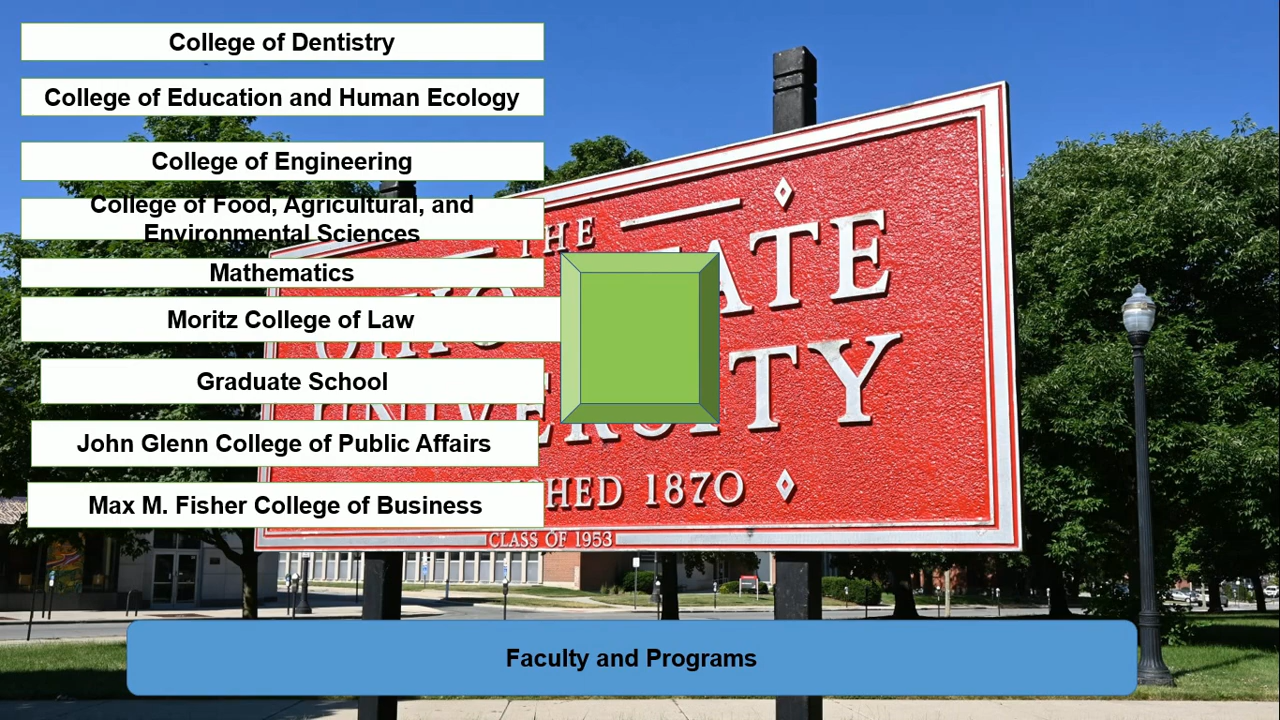 College of Dentistry
College of Education and Human Ecology
College of Engineering
College of Food, Agricultural, and
Environmental Sciences
Mathematics
Moritz College of Law
Graduate School
John Glenn College of Public Affairs
Max M. Fisher College of Business
THE
OHIO
UNIVERSITY
1870
CLASS OF 1953
Faculty and Programs